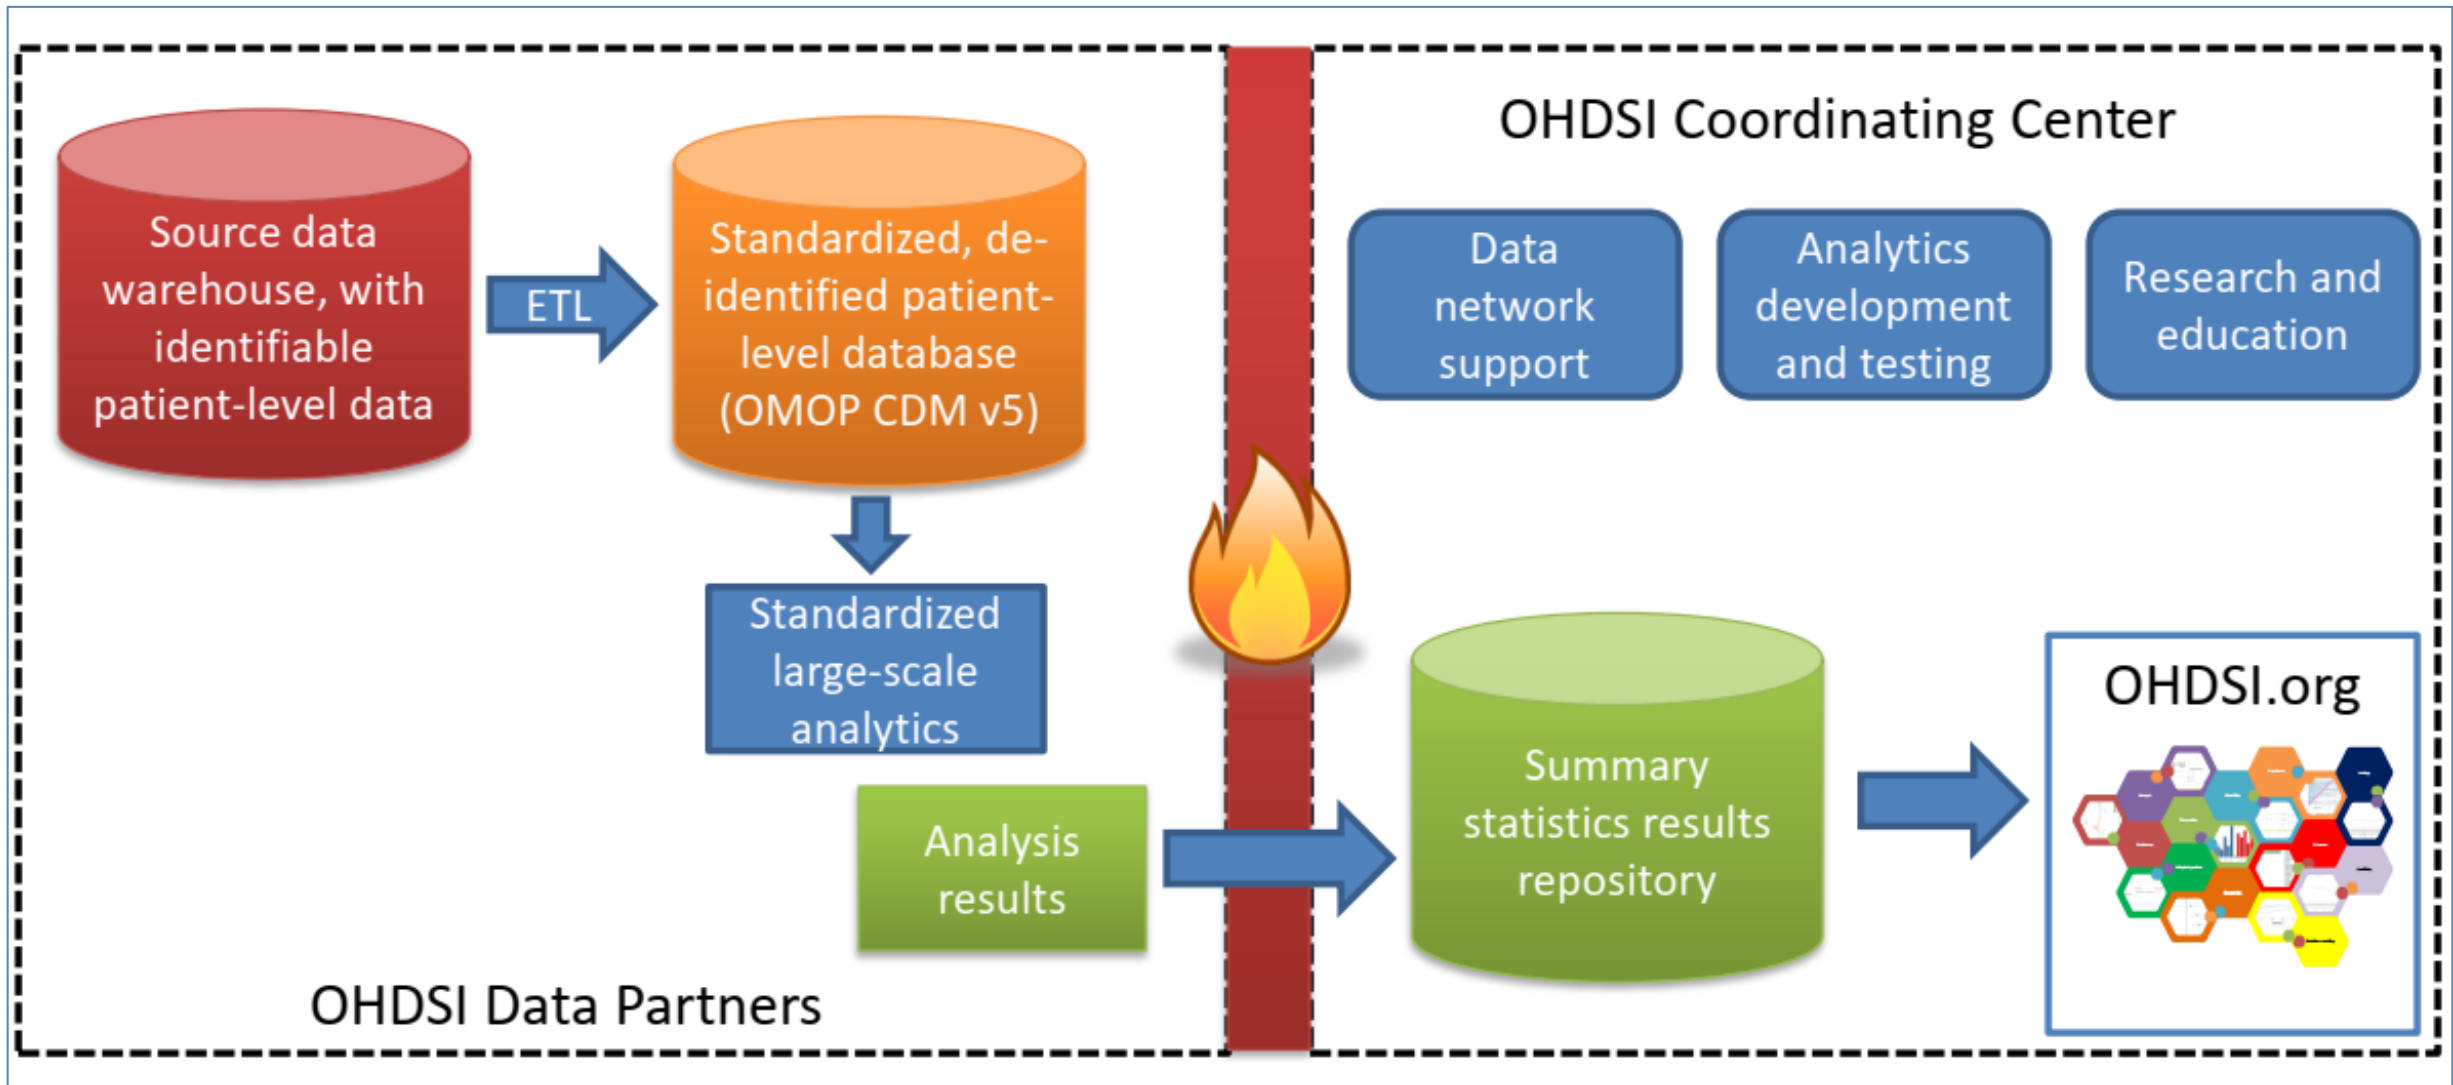 Source data
warehouse, with
identifiable
patient-level data
ETL
Standardized, de-
identified patient-
level database
(OMOP CDM v5)
Standardized
large-scale
analytics
Analysis
results
OHDSI Data Partners
OHDSI Coordinating Center
Data
network
support
Analytics
development
and testing
Research and
education
Summary
statistics results
repository
OHDSI.org